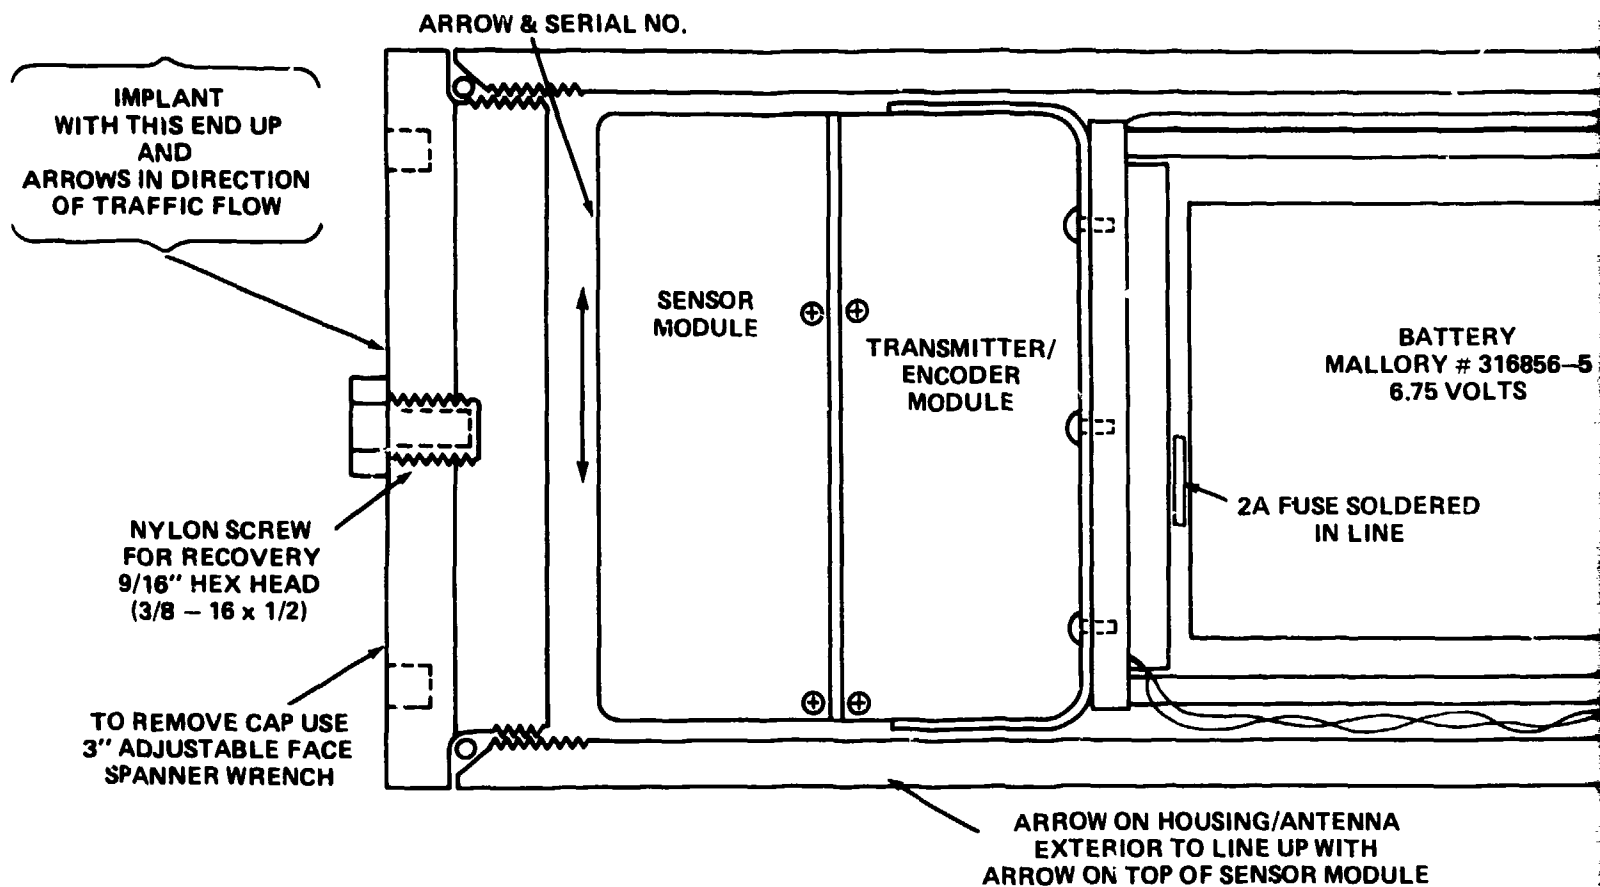 ARROW & SERIAL NO.
IMPLANT
WITH THIS END UP
AND
ARROWS IN DIRECTION
OF TRAFFIC FLOW
SENSOR
MODULE
TRANSMITTER/
ENCODER
MODULE
BATTERY
MALLORY # 316856–5
6.75 VOLTS
2A FUSE SOLDERED
IN LINE
NYLON SCREW
FOR RECOVERY
9/16" HEX HEAD
(3/8 – 16 x 1/2)
TO REMOVE CAP USE
3" ADJUSTABLE FACE
SPANNER WRENCH
ARROW ON HOUSING/ANTENNA
EXTERIOR TO LINE UP WITH
ARROW ON TOP OF SENSOR MODULE